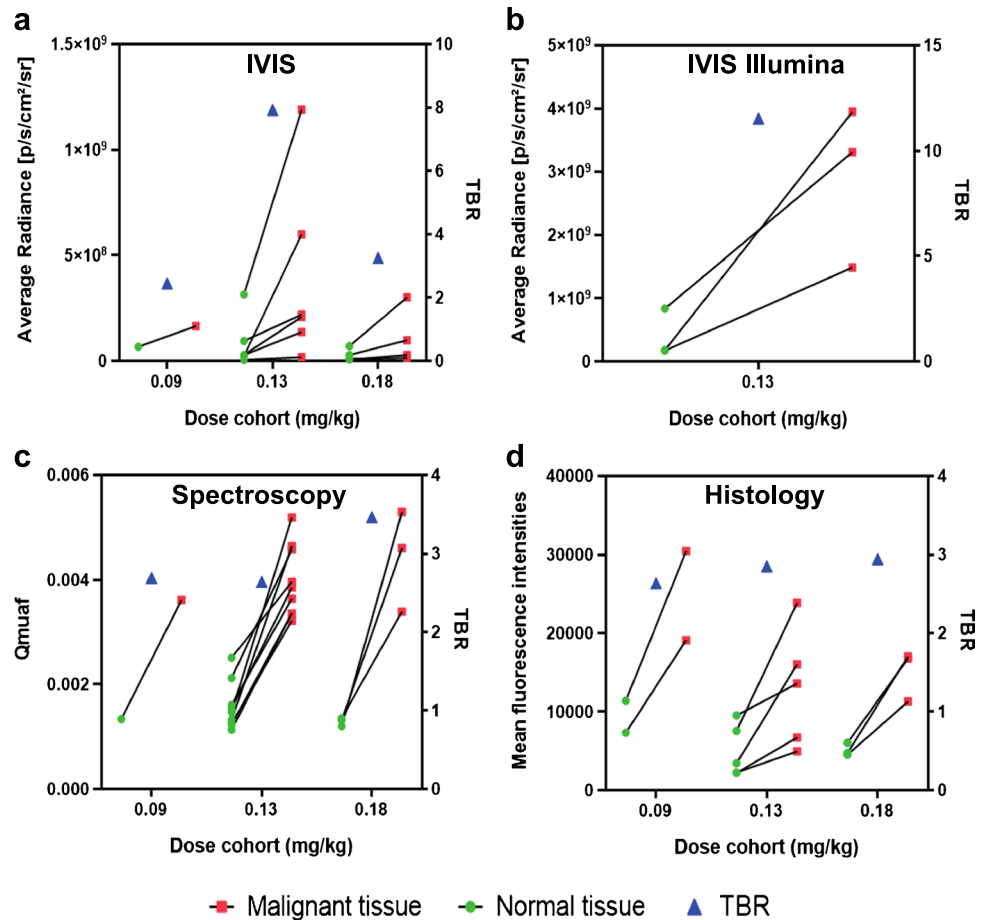 a
IVIS
1.5×10⁹
1×10⁹
5×10⁸
0
Average Radiance [p/s/cm²/sr]
10
8
6
4
2
0
TBR
0.09 0.13 0.18
Dose cohort (mg/kg)
b
IVIS Illumina
5×10⁹
4×10⁹
3×10⁹
2×10⁹
1×10⁹
0
Average Radiance [p/s/cm²/sr]
15
10
5
0
TBR
0.13
Dose cohort (mg/kg)
c
Spectroscopy
0.006
0.004
0.002
0.000
Qmuaf
4
3
2
1
0
TBR
0.09 0.13 0.18
Dose cohort (mg/kg)
d
Histology
40000
30000
20000
10000
0
Mean fluorescence intensities
4
3
2
1
0
TBR
0.09 0.13 0.18
Dose cohort (mg/kg)
Malignant tissue Normal tissue TBR